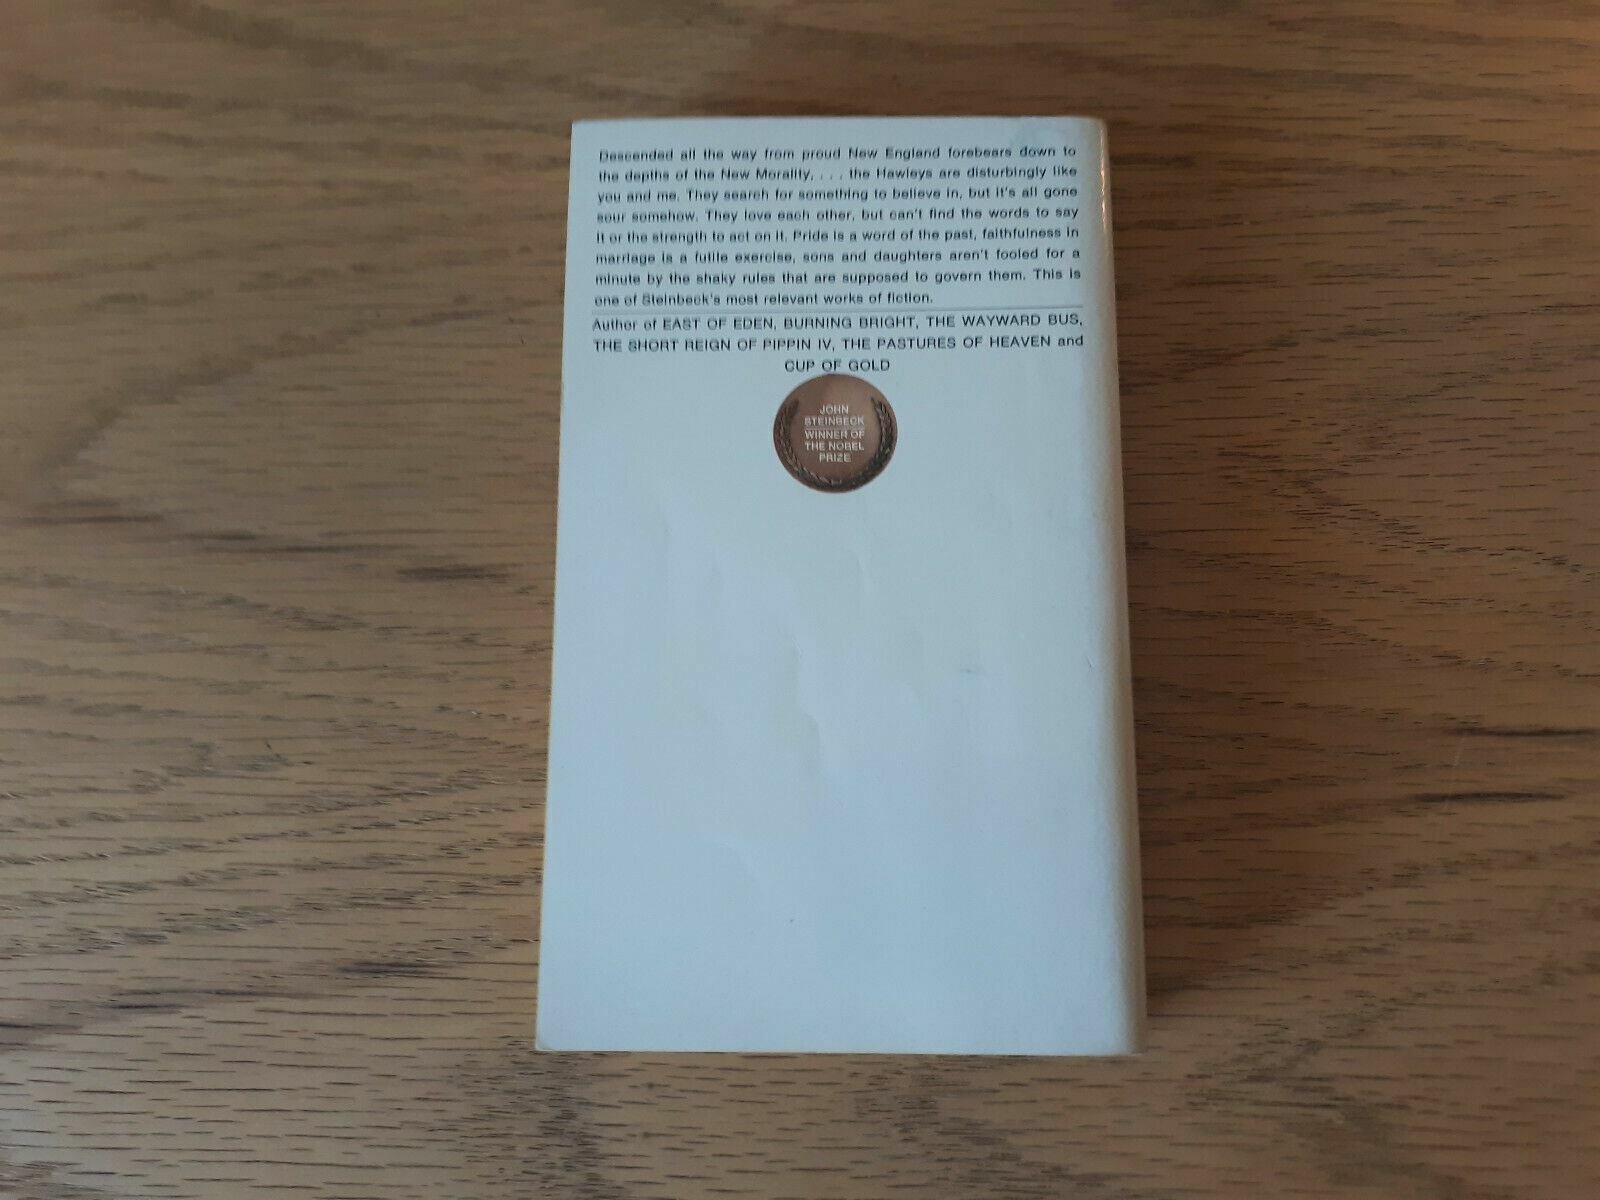 Descended all the way from proud New England forebears down to
the depths of the New Morality, . . . the Hawleys are disturbingly like
you and me. They search for something to believe in, but it's all gone
sour somehow. They love each other, but can't find the words to say
it or the strength to act on it. Pride is a word of the past, faithfulness in
marriage is a futile exercise, sons and daughters aren't fooled for a
minute by the shaky rules that are supposed to govern them. This is
one of Steinbeck's most relevant works of fiction.
Author of EAST OF EDEN, BURNING BRIGHT, THE WAYWARD BUS,
THE SHORT REIGN OF PIPPIN IV, THE PASTURES OF HEAVEN and
CUP OF GOLD
JOHN
STEINBECK
WINNER OF
THE NOBEL
PRIZE